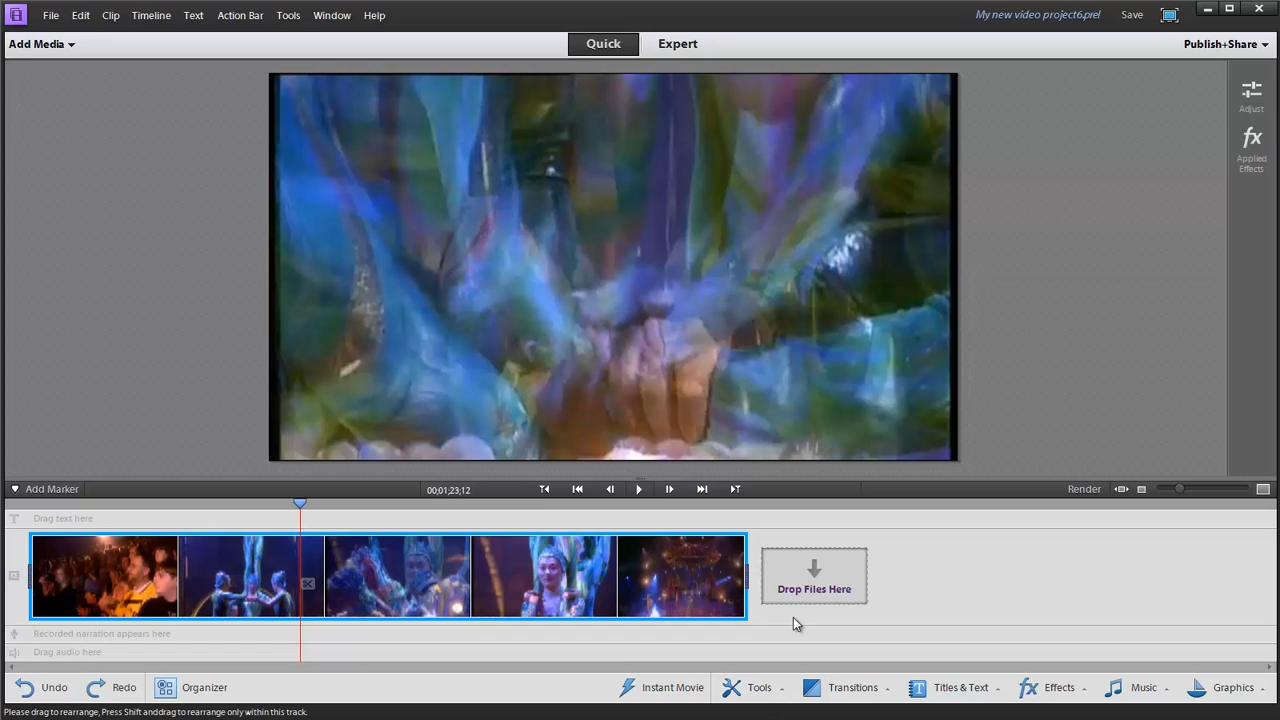 File Edit Clip Timeline Text Action Bar Tools Window Help My new video project6.prel Save
Add Media Quick Expert Publish+Share
Adjust
fx
Applied
Effects
Add Marker 00;01;23;12 Render
Drag text here
Drop Files Here
Recorded narration appears here
Drag audio here
Undo Redo Organizer Instant Movie Tools Transitions Titles & Text fx Effects Music Graphics
Please drag to rearrange, Press Shift anddrag to rearrange only within this track.